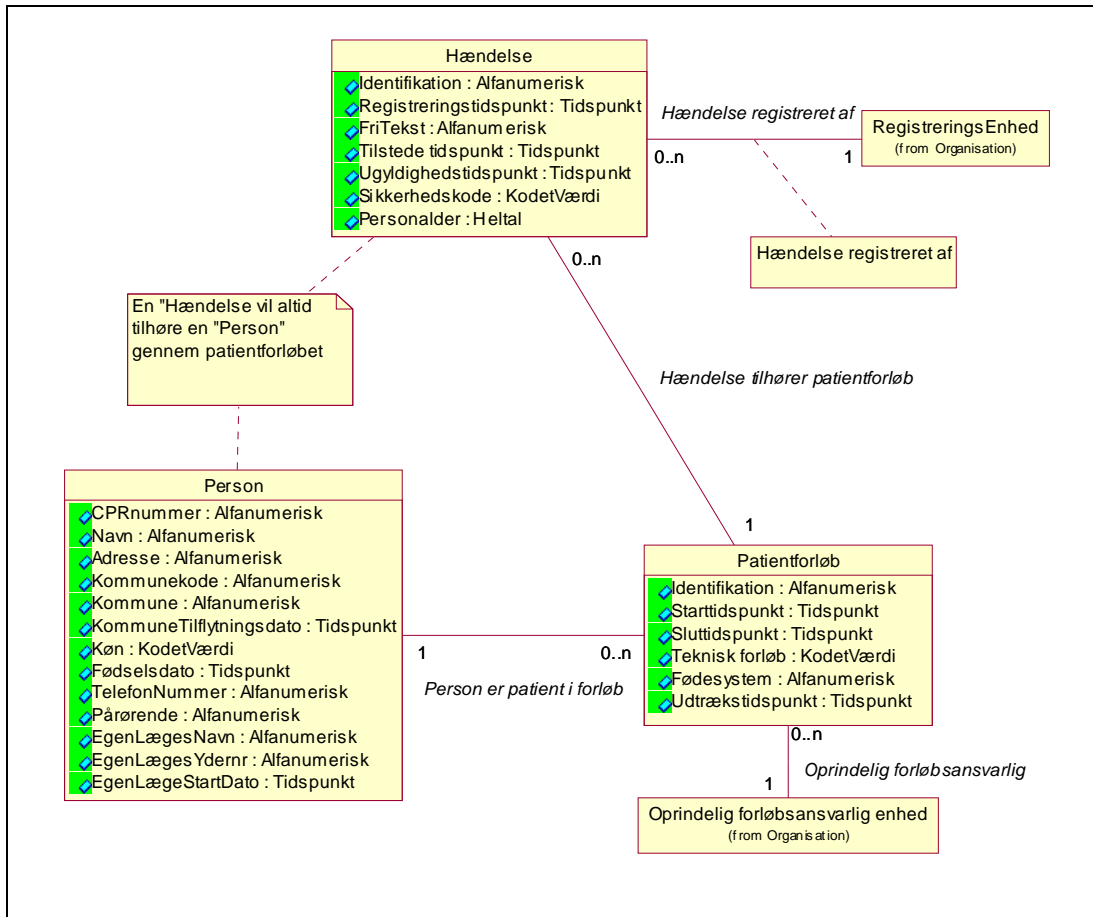 Hændelse
Identifikation : Alfanumerisk
Registreringstidspunkt : Tidspunkt
FriTekst : Alfanumerisk
Tilstede tidspunkt : Tidspunkt
Ugyldighedstidspunkt : Tidspunkt
Sikkerhedskode : KodetVærdi
Personalder : Heltal
Hændelse registreret af
0..n
1
RegistreringsEnhed
(from Organisation)
Hændelse registreret af
0..n
En "Hændelse vil altid
tilhøre en "Person"
gennem patientforløbet
Hændelse tilhører patientforløb
1
Person
CPRnummer : Alfanumerisk
Navn : Alfanumerisk
Adresse : Alfanumerisk
Kommunekode : Alfanumerisk
Kommune : Alfanumerisk
KommuneTilflytningsdato : Tidspunkt
Køn : KodetVærdi
Fødselsdato : Tidspunkt
TelefonNummer : Alfanumerisk
Pårørende : Alfanumerisk
EgenLægesNavn : Alfanumerisk
EgenLægesYdernr : Alfanumerisk
EgenLægeStartDato : Tidspunkt
1
0..n
Person er patient i forløb
Patientforløb
Identifikation : Alfanumerisk
Starttidspunkt : Tidspunkt
Sluttidspunkt : Tidspunkt
Teknisk forløb : KodetVærdi
Fødesystem : Alfanumerisk
Udtrækstidspunkt : Tidspunkt
0..n
Oprindelig forløbsansvarlig
1
Oprindelig forløbsansvarlig enhed
(from Organisation)